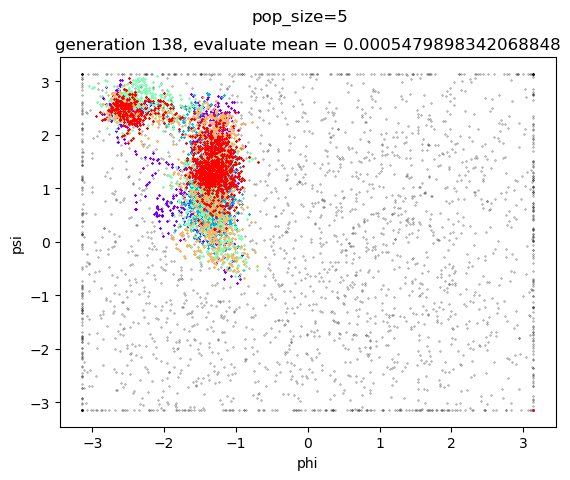 pop_size=5
generation 138, evaluate mean = 0.0005479898342068848
3
2
1
0
−1
−2
−3
psi
−3 −2 −1 0 1 2 3
phi